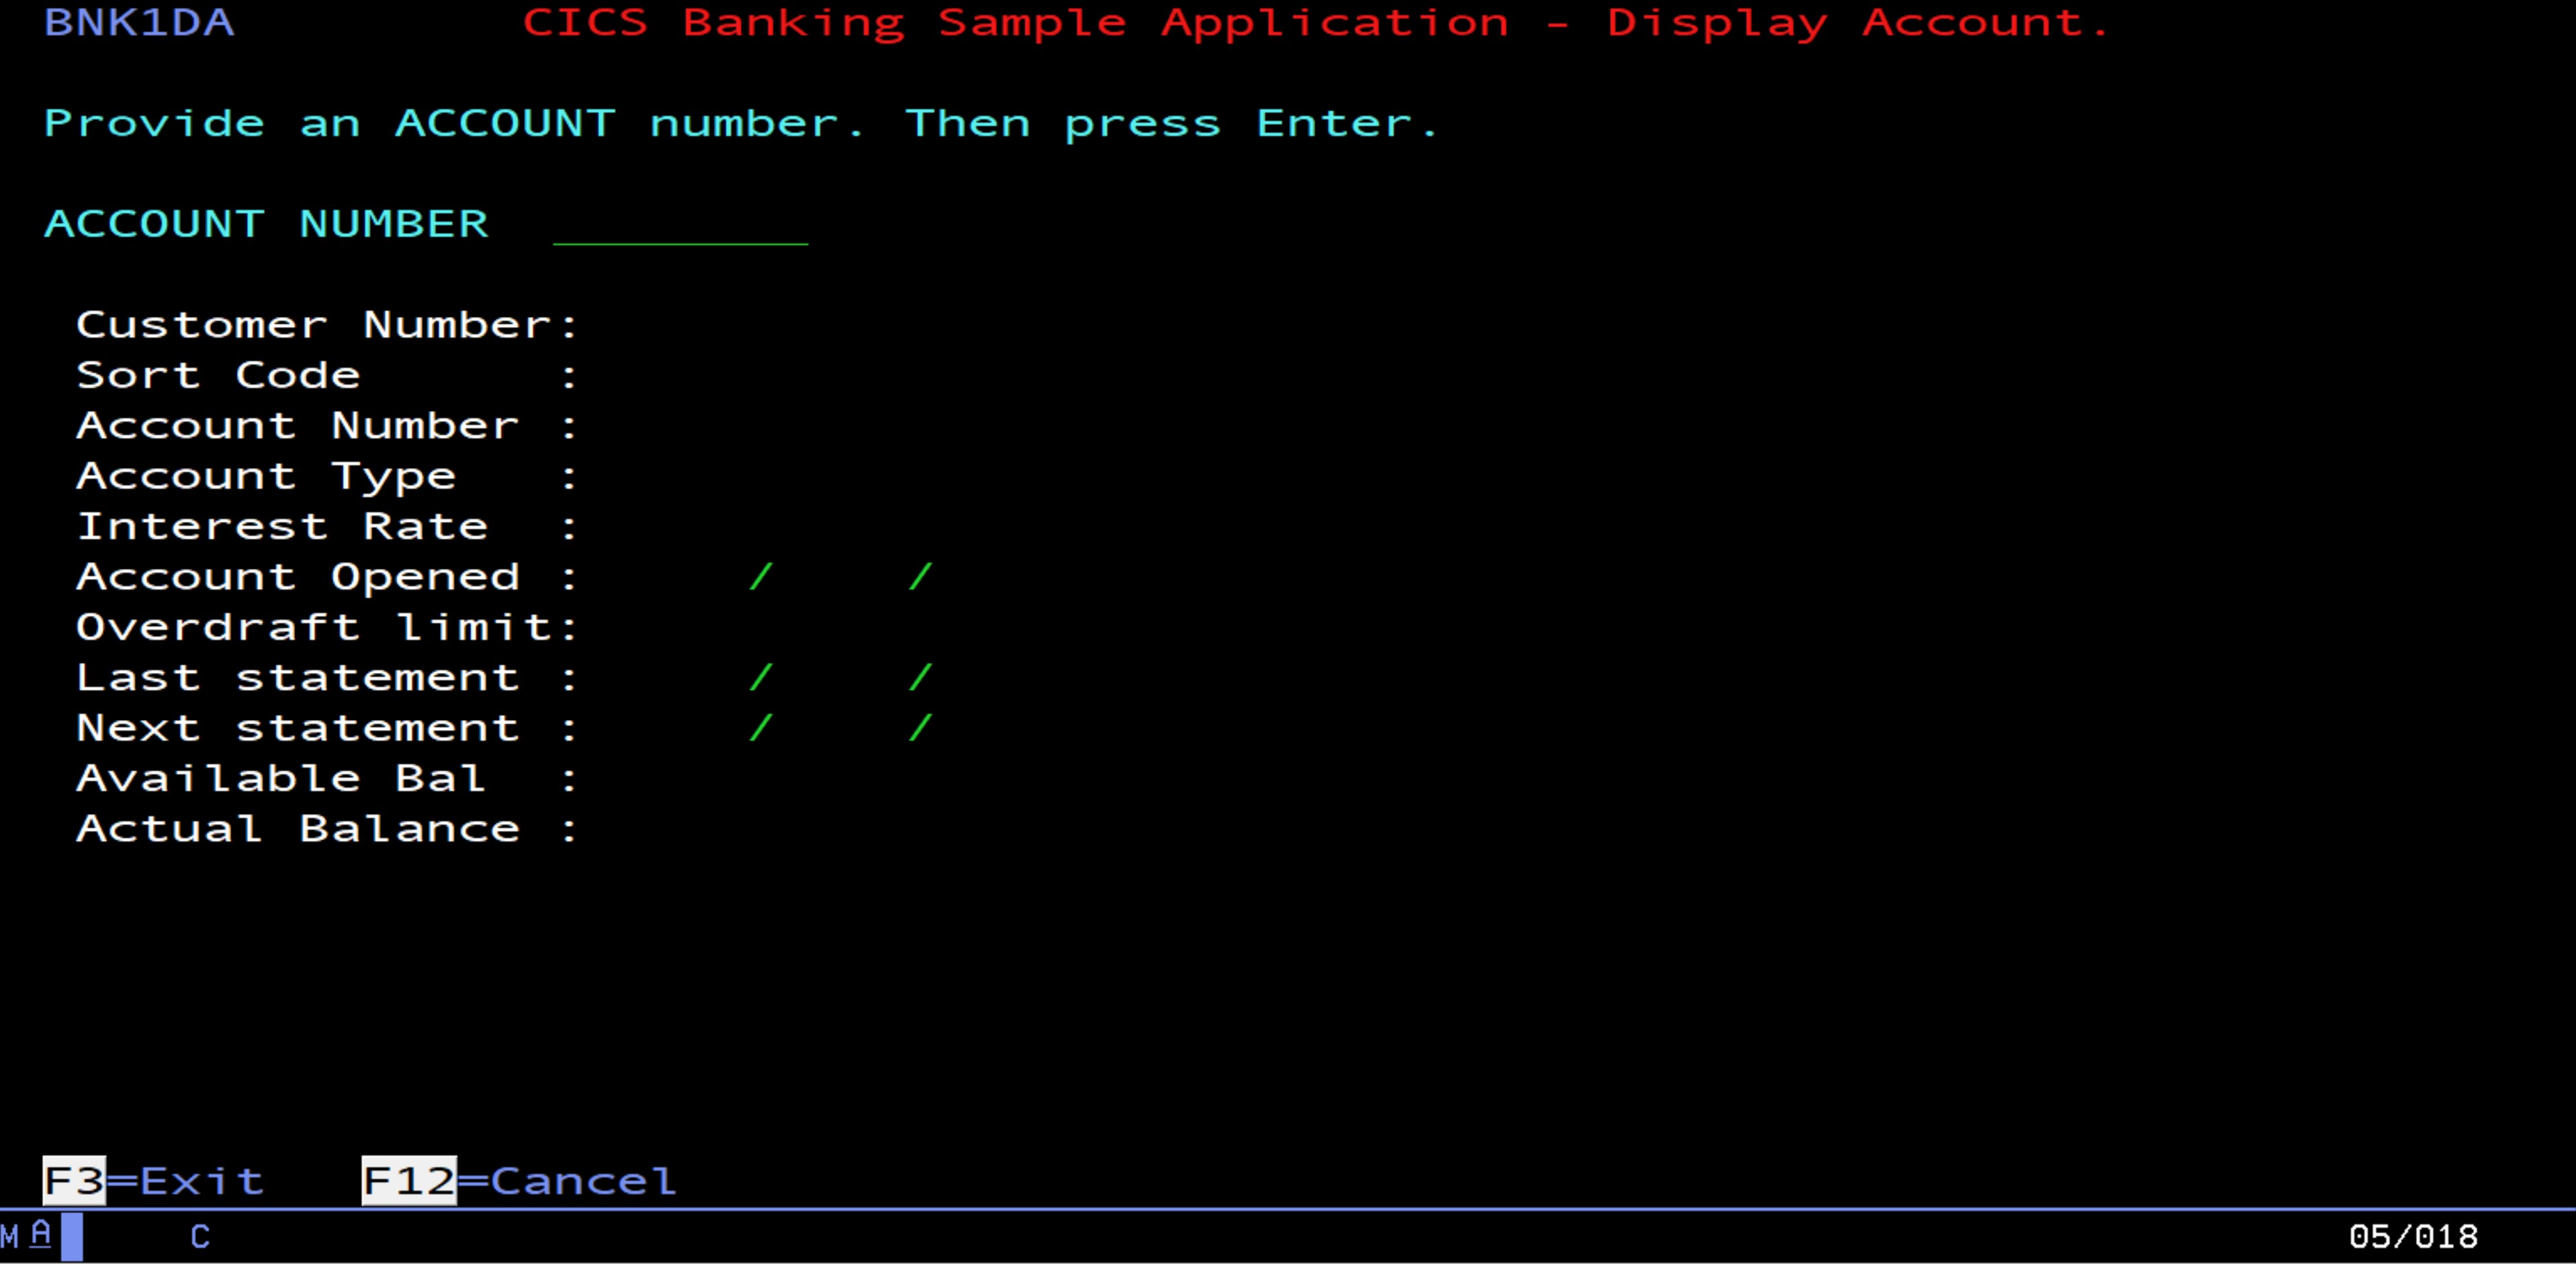 BNK1DA CICS Banking Sample Application – Display Account.
Provide an ACCOUNT number. Then press Enter.
ACCOUNT NUMBER ________
Customer Number:
Sort Code :
Account Number :
Account Type :
Interest Rate :
Account Opened : / /
Overdraft limit:
Last statement : / /
Next statement : / /
Available Bal :
Actual Balance :
F3=Exit F12=Cancel
MA C 05/018